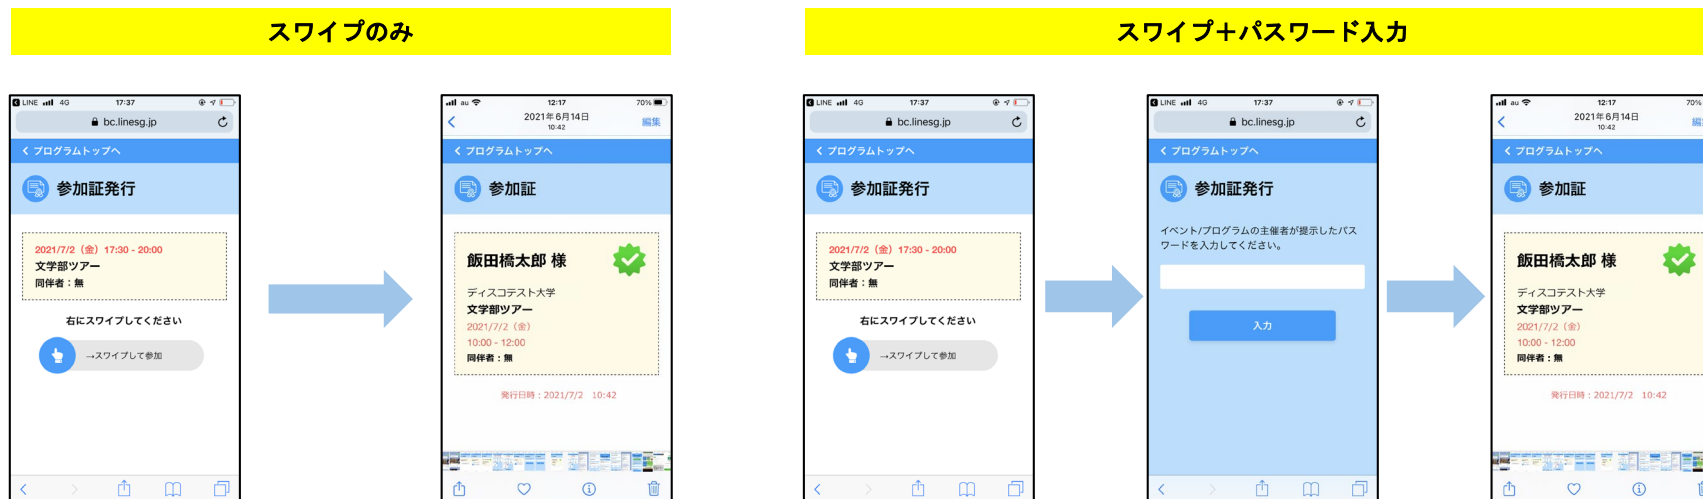 スワイプのみ
LINE 4G 17:37
bc.linesg.jp
プログラムトップへ
参加証発行
2021/7/2（金）17:30 - 20:00
文学部ツアー
同伴者：無
右にスワイプしてください
→スワイプして参加
au 12:17 70%
2021年6月14日
10:42
編集
プログラムトップへ
参加証
飯田橋太郎 様
ディスコテスト大学
文学部ツアー
2021/7/2（金）
10:00 - 12:00
同伴者：無
発行日時：2021/7/2 10:42
スワイプ＋パスワード入力
LINE 4G 17:37
bc.linesg.jp
プログラムトップへ
参加証発行
2021/7/2（金）17:30 - 20:00
文学部ツアー
同伴者：無
右にスワイプしてください
→スワイプして参加
LINE 4G 17:37
bc.linesg.jp
プログラムトップへ
参加証発行
イベント/プログラムの主催者が提示したパス
ワードを入力してください。
入力
au 12:17 70%
2021年6月14日
10:42
プログラムトップへ
参加証
飯田橋太郎 様
ディスコテスト大学
文学部ツアー
2021/7/2（金）
10:00 - 12:00
同伴者：無
発行日時：2021/7/2 10:42